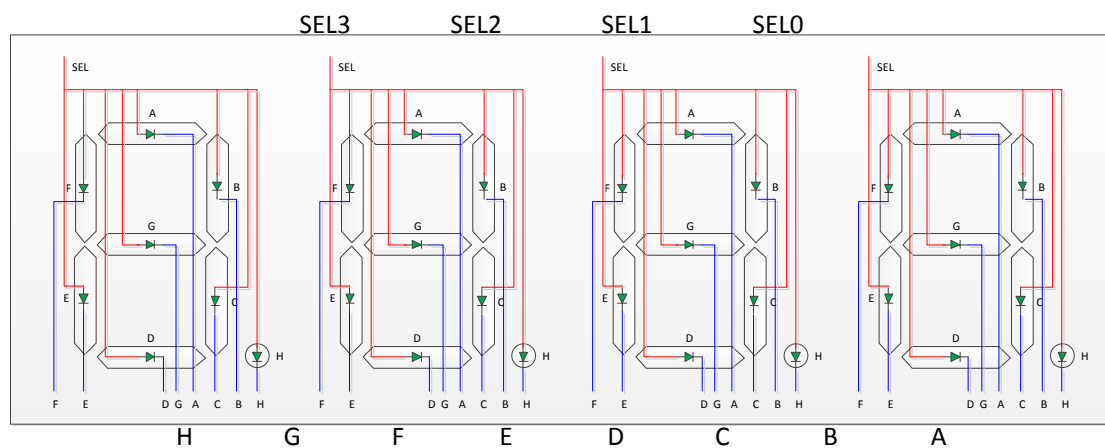 SEL3 SEL2 SEL1 SEL0
SEL SEL SEL SEL
A A A A
F B F B F B F B
G G G G
E C E C E C E C
D D D D
H H H H
F E D G A C B H F E D G A C B H F E D G A C B H F E D G A C B H
H G F E D C B A